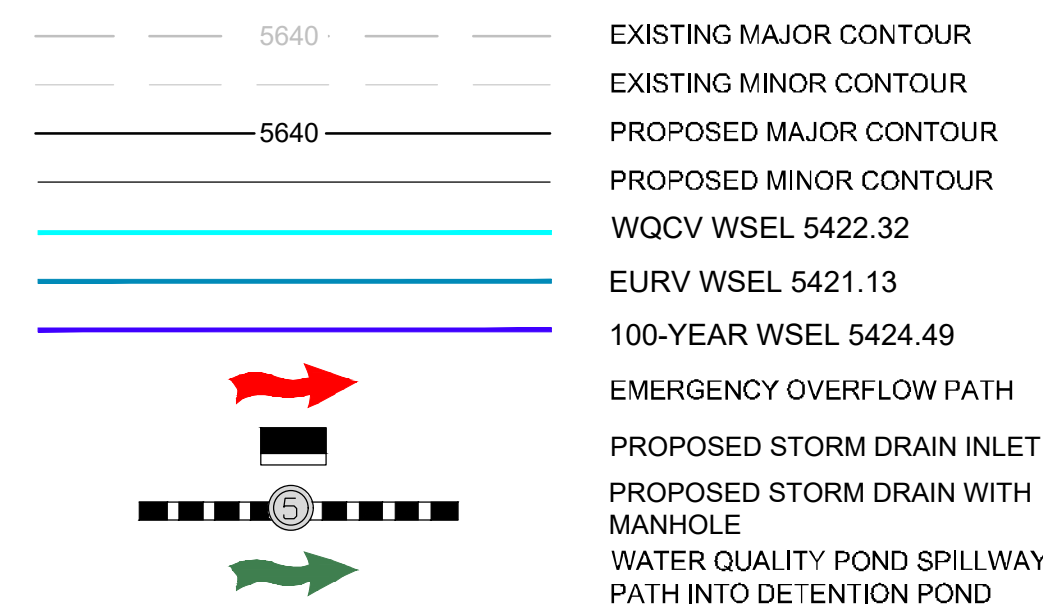 5640 EXISTING MAJOR CONTOUR
EXISTING MINOR CONTOUR
5640 PROPOSED MAJOR CONTOUR
PROPOSED MINOR CONTOUR
WQCV WSEL 5422.32
EURV WSEL 5421.13
100-YEAR WSEL 5424.49
EMERGENCY OVERFLOW PATH
PROPOSED STORM DRAIN INLET
5 PROPOSED STORM DRAIN WITH
MANHOLE
WATER QUALITY POND SPILLWAY
PATH INTO DETENTION POND